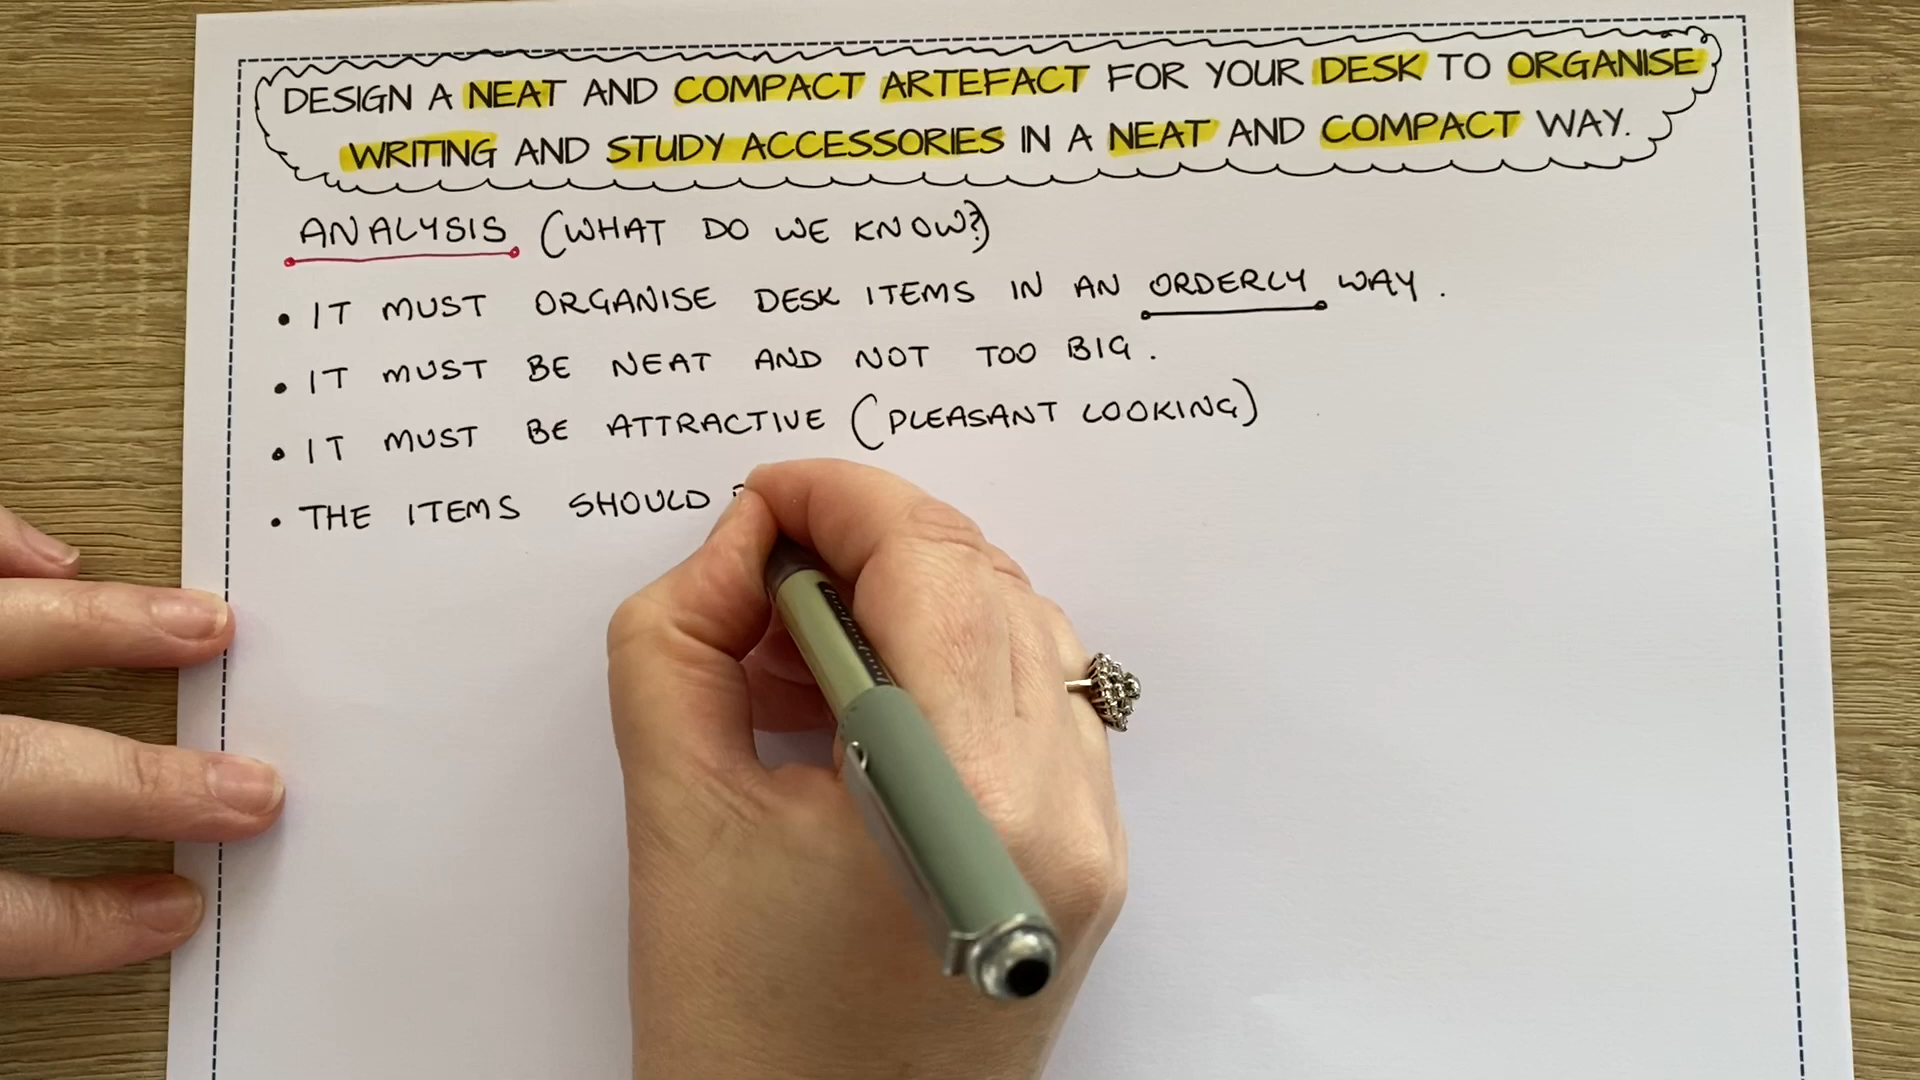 DESIGN A NEAT AND COMPACT ARTEFACT FOR YOUR DESK TO ORGANISE
WRITING AND STUDY ACCESSORIES IN A NEAT AND COMPACT WAY.
ANALYSIS (WHAT DO WE KNOW?)
• IT MUST ORGANISE DESK ITEMS IN AN ORDERLY WAY.
• IT MUST BE NEAT AND NOT TOO BIG.
• IT MUST BE ATTRACTIVE (PLEASANT LOOKING)
• THE ITEMS SHOULD